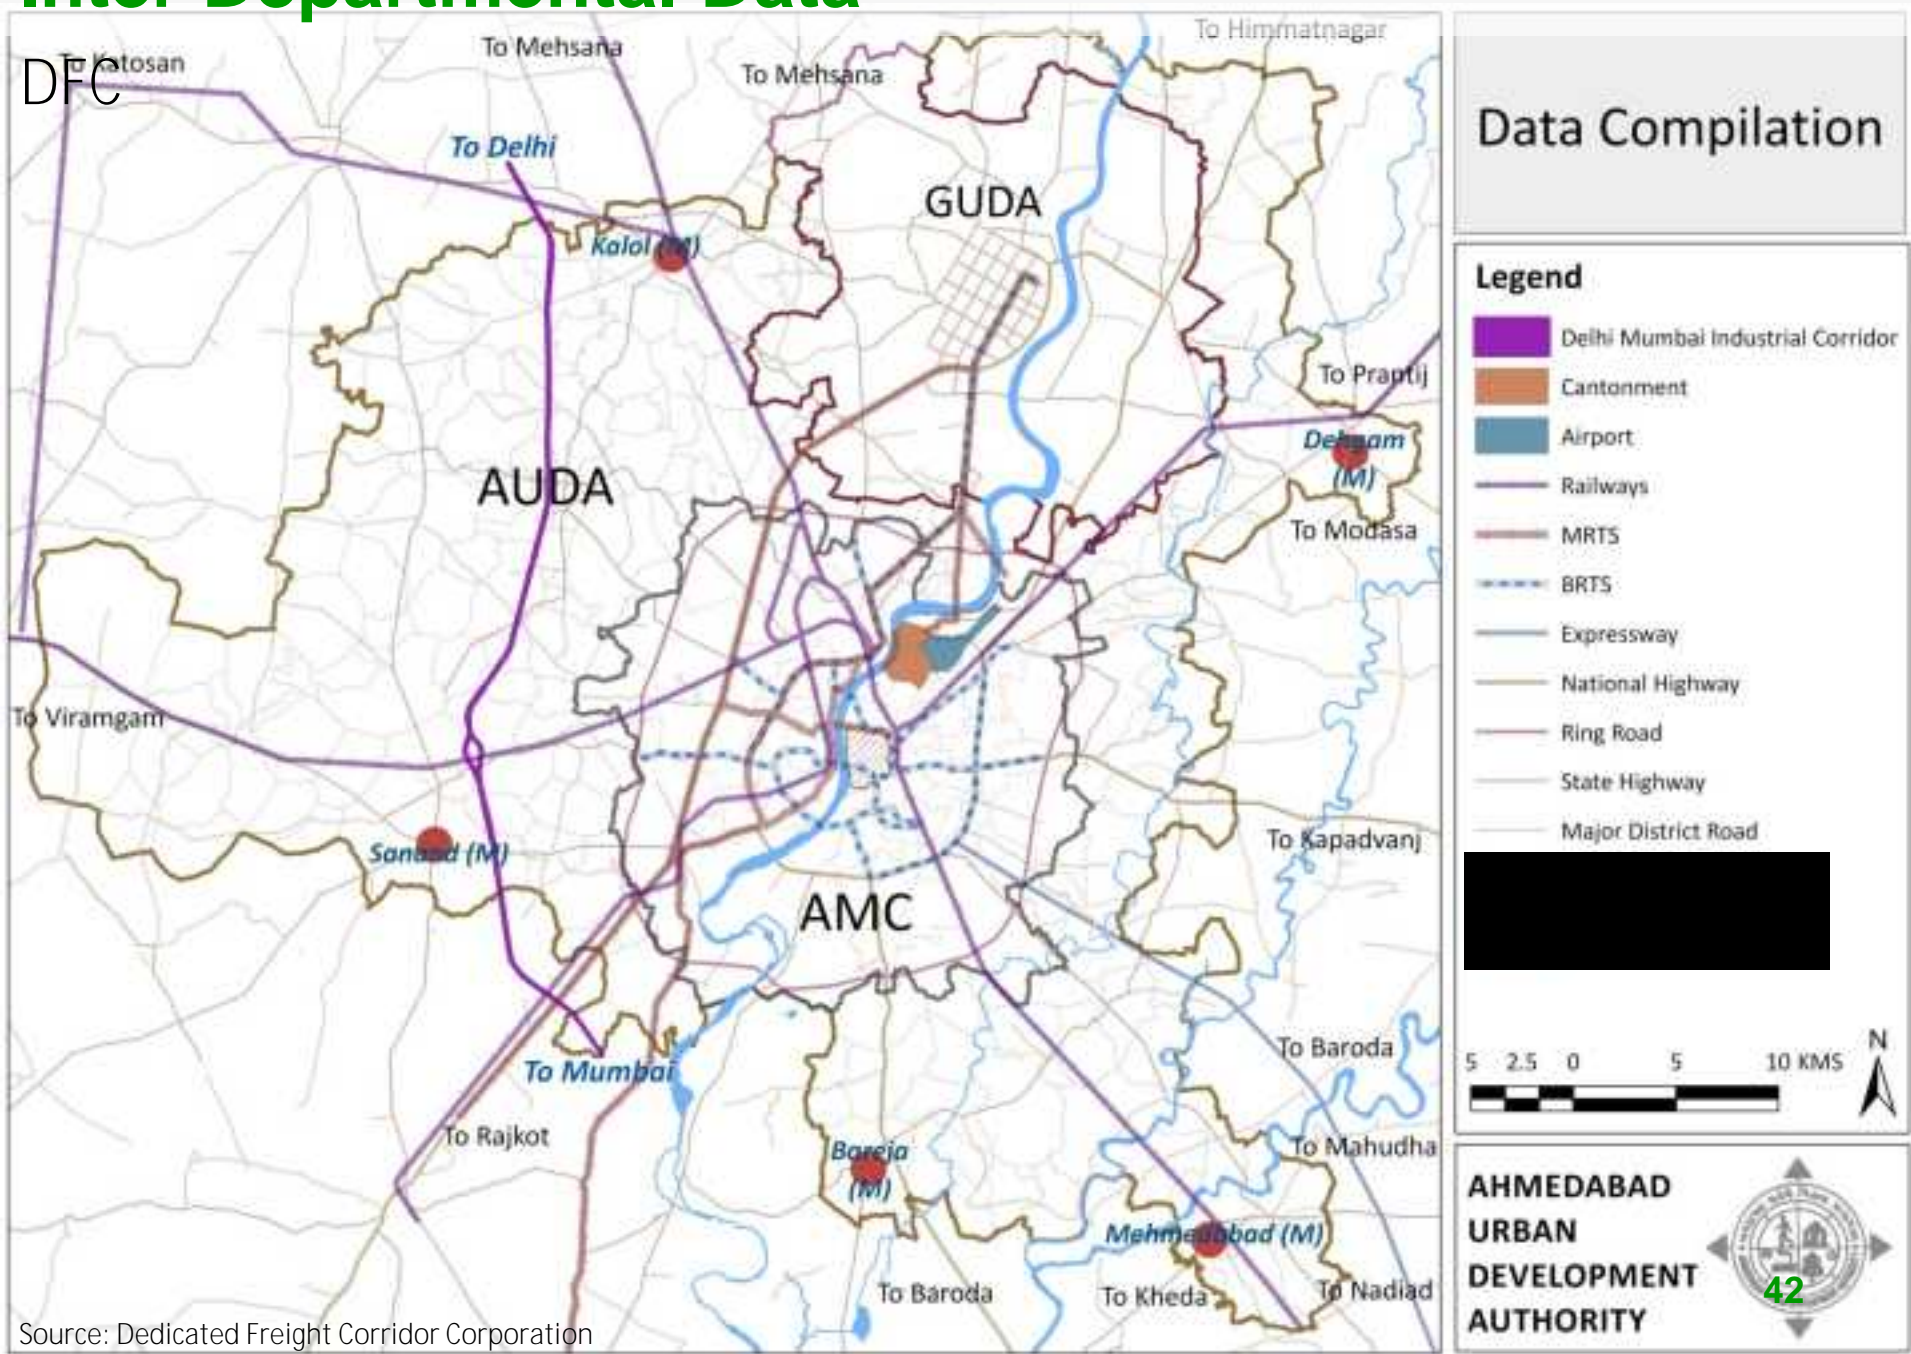 Inter Departmental Data
DFC
To Katosan
To Mehsana
To Mehsana
To Himmatnagar
To Delhi
GUDA
Kalol (M)
To Prantij
Dehgam
(M)
AUDA
To Modasa
To Viramgam
To Kapadvanj
Sanand (M)
AMC
To Baroda
To Mumbai
To Rajkot
To Mahudha
Bareja
(M)
Mehmedabad (M)
To Baroda
To Kheda
To Nadiad
Source: Dedicated Freight Corridor Corporation
Data Compilation
Legend
Delhi Mumbai Industrial Corridor
Cantonment
Airport
Railways
MRTS
BRTS
Expressway
National Highway
Ring Road
State Highway
Major District Road
N
5 2.5 0 5 10 KMS
AHMEDABAD
URBAN
DEVELOPMENT
AUTHORITY
42